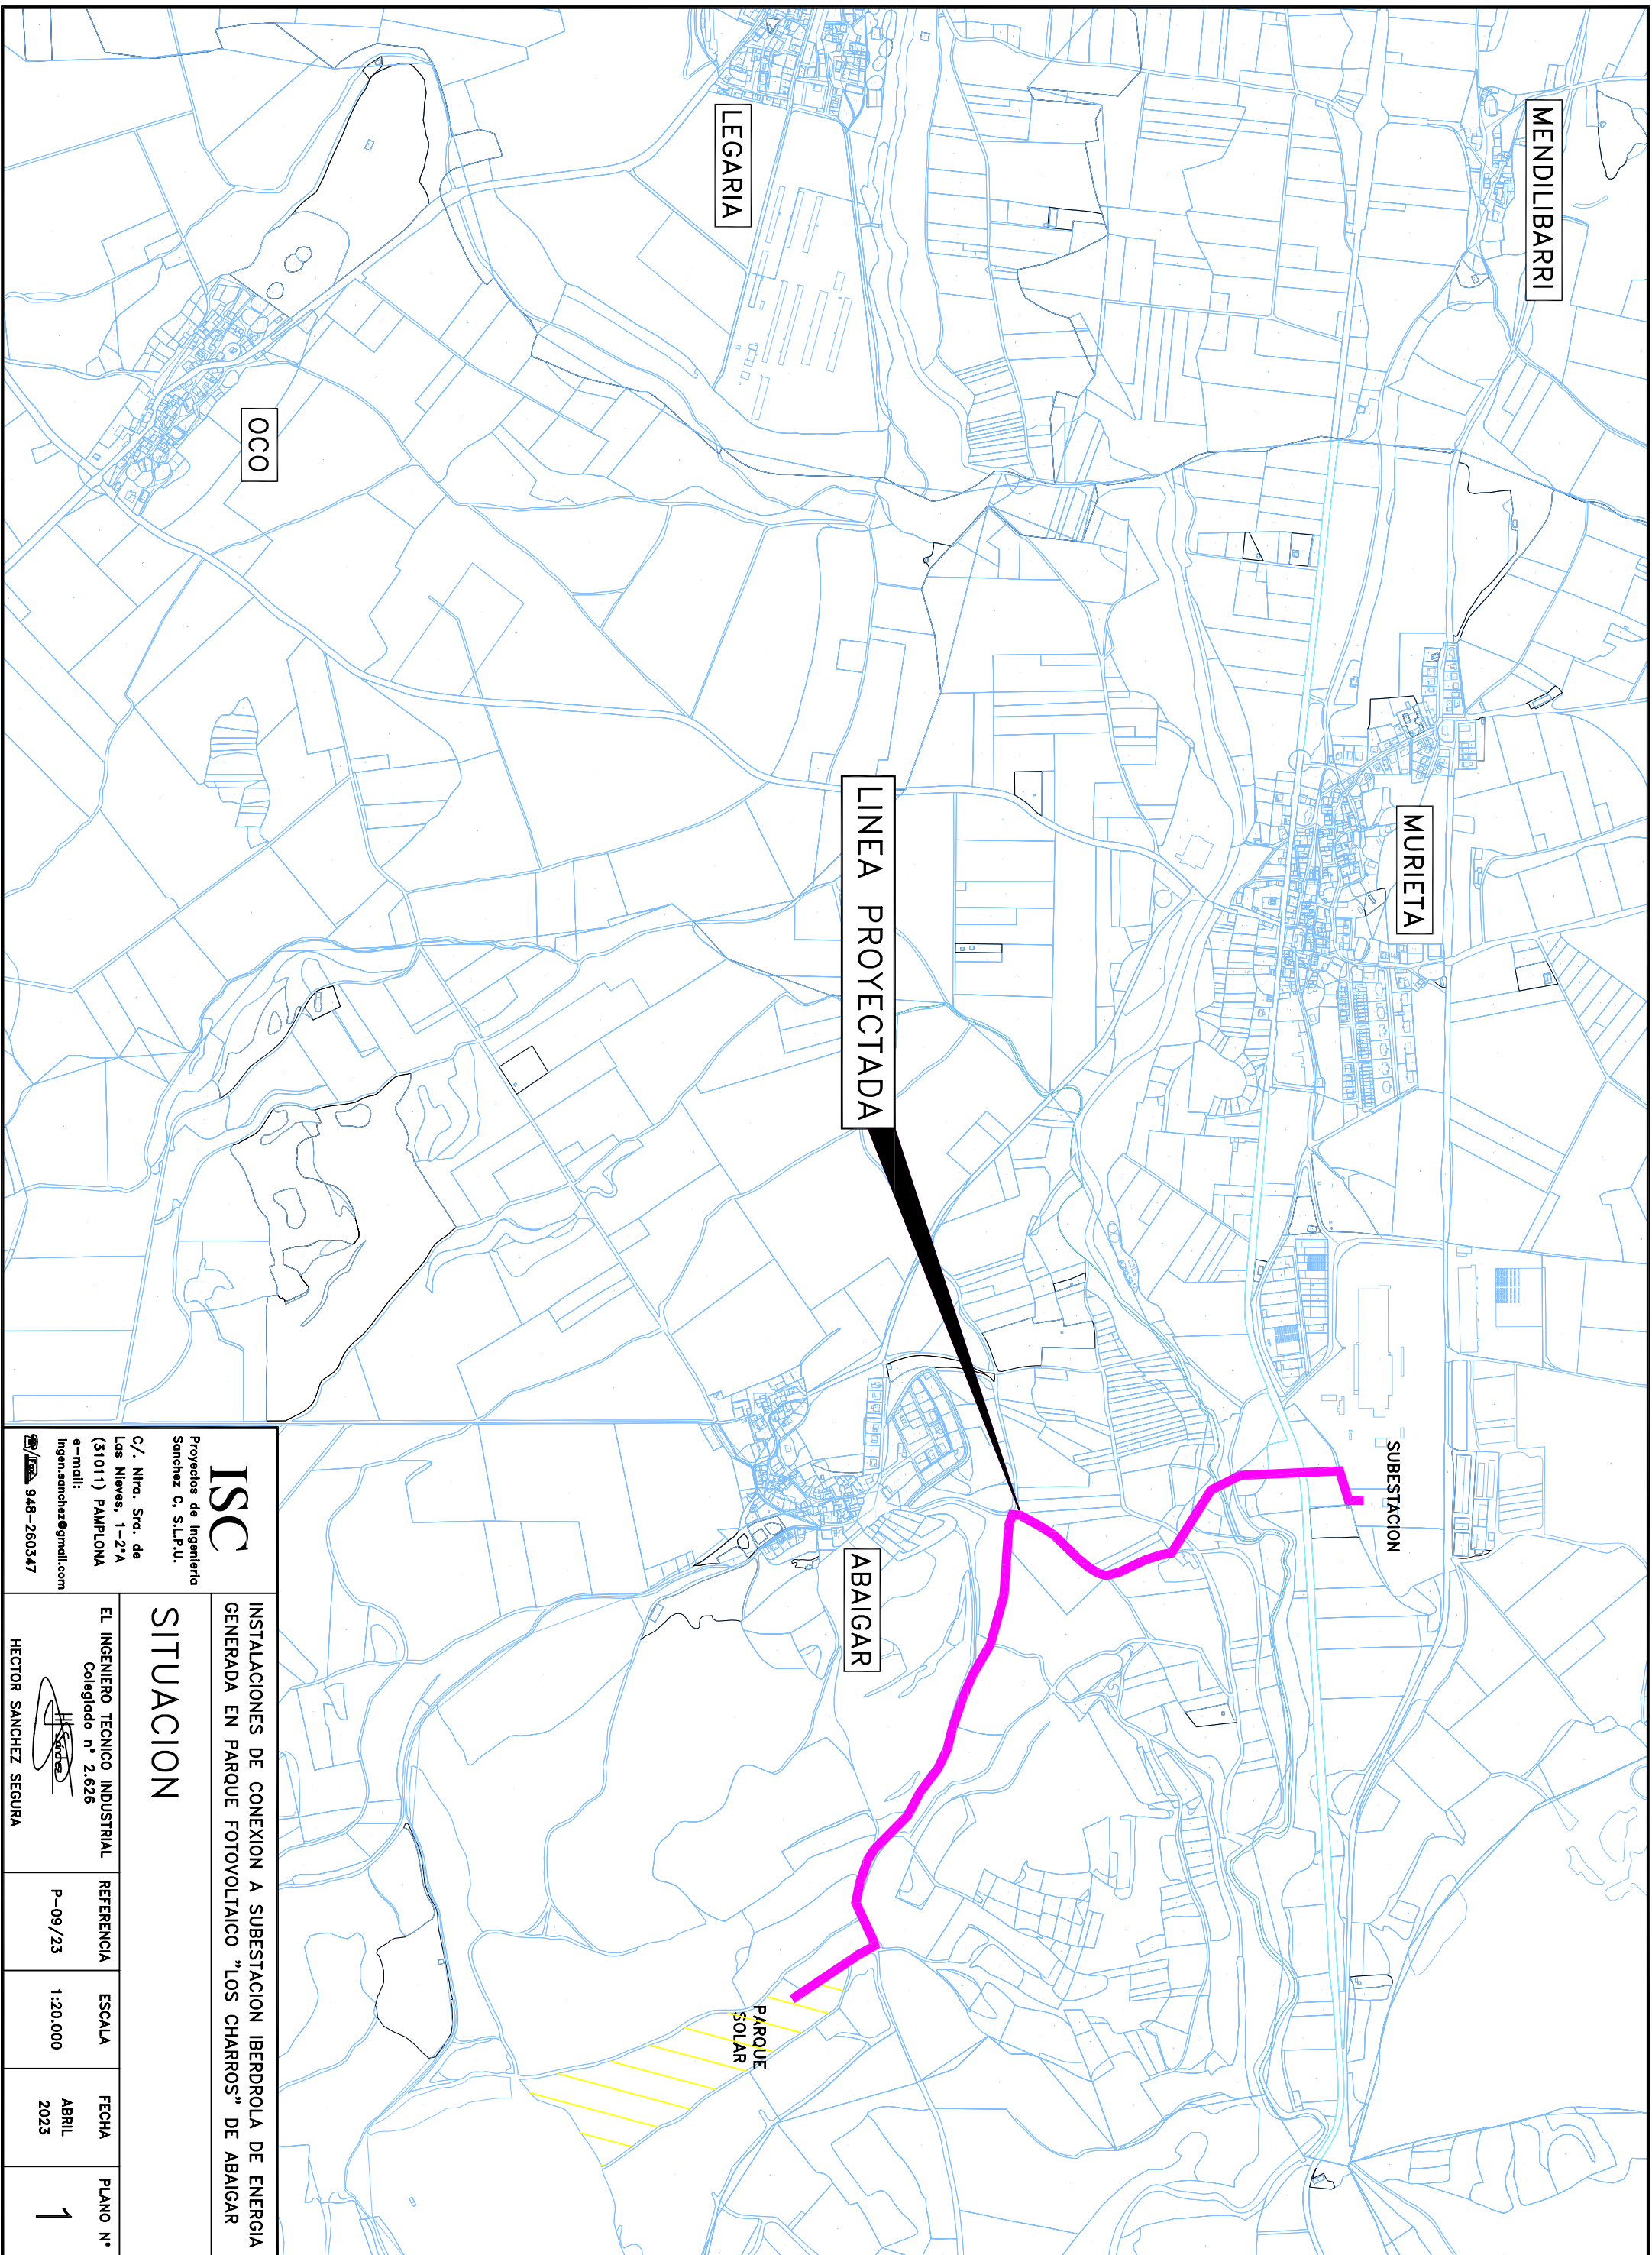 MENDILIBARRI
LEGARIA
OCO
MURIETA
LINEA PROYECTADA
SUBESTACION
ABAIGAR
PARQUE
SOLAR
ISC
Proyectos de Ingenieria
Sanchez C, S.L.P.U.
C/. Ntra. Sra. de
Las Nieves, 1-2ºA
(31011) PAMPLONA
e-mail:
ingen.sanchez@gmail.com
948-260347
INSTALACIONES DE CONEXION A SUBESTACION IBERDROLA DE ENERGIA
GENERADA EN PARQUE FOTOVOLTAICO "LOS CHARROS" DE ABAIGAR
SITUACION
EL INGENIERO TECNICO INDUSTRIAL
Colegiado nº 2.626
HECTOR SANCHEZ SEGURA
REFERENCIA
P-09/23
ESCALA
1:20.000
FECHA
ABRIL
2023
PLANO Nº
1